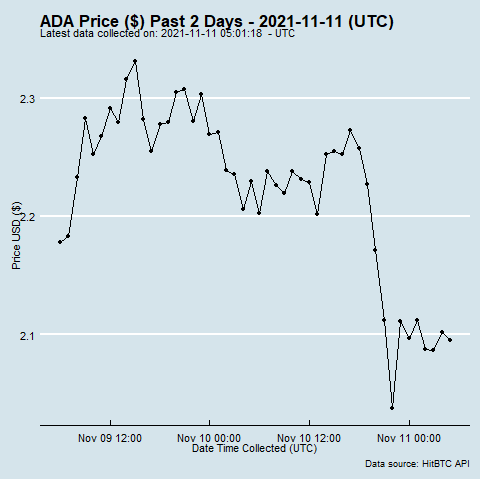 ADA Price ($) Past 2 Days - 2021-11-11 (UTC)
Latest data collected on: 2021-11-11 05:01:18 - UTC
2.3
2.2
2.1
Price USD ($)
Nov 09 12:00 Nov 10 00:00 Nov 10 12:00 Nov 11 00:00
Date Time Collected (UTC)
Data source: HitBTC API